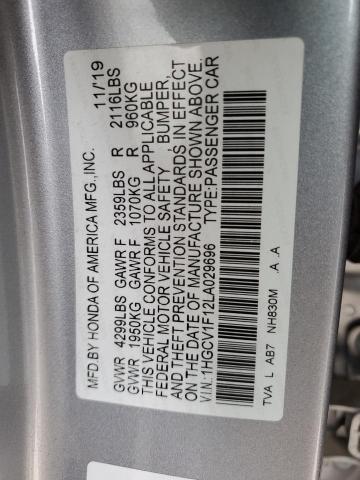 MFD BY HONDA OF AMERICA MFG.,INC. 11/19
GVWR 4299LBS GAWR F 2359LBS R 2116LBS
GVWR 1950KG GAWR F 1070KG R 960KG
THIS VEHICLE CONFORMS TO ALL APPLICABLE
FEDERAL MOTOR VEHICLE SAFETY, BUMPER,
AND THEFT PREVENTION STANDARDS IN EFFECT
ON THE DATE OF MANUFACTURE SHOWN ABOVE.
V.I.N.:1HGCV1F12LA029696 TYPE:PASSENGER CAR
TVA L AB7 NH830M .A .A